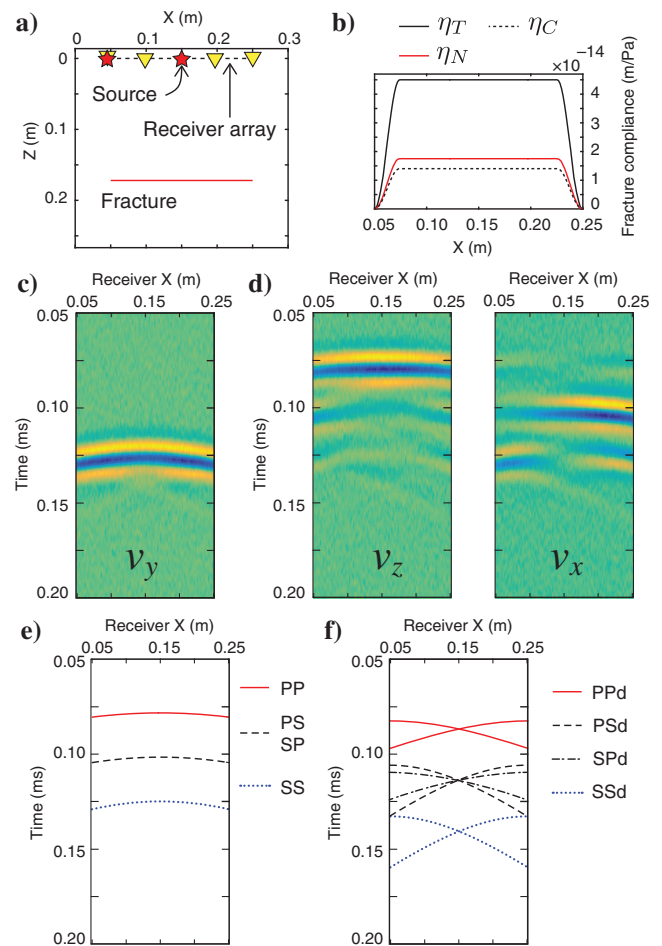 a)
X (m)
0 0.1 0.2 0.3
0
0.1
0.2
Z (m)
Source
Receiver array
Fracture
b)
η_T η_C
η_N
×10⁻¹⁴
4
3
2
1
0
Fracture compliance (m/Pa)
0.05 0.10 0.15 0.20 0.25
X (m)
c)
Receiver X (m)
0.05 0.15 0.25
0.05
0.10
0.15
0.20
Time (ms)
v_y
d)
Receiver X (m)
0.05 0.15 0.25
0.05
0.10
0.15
0.20
Time (ms)
v_z
Receiver X (m)
0.05 0.15 0.25
v_x
e)
Receiver X (m)
0.05 0.15 0.25
0.05
0.10
0.15
0.20
Time (ms)
PP
PS
SP
SS
f)
Receiver X (m)
0.05 0.15 0.25
0.05
0.10
0.15
0.20
Time (ms)
PPd
PSd
SPd
SSd